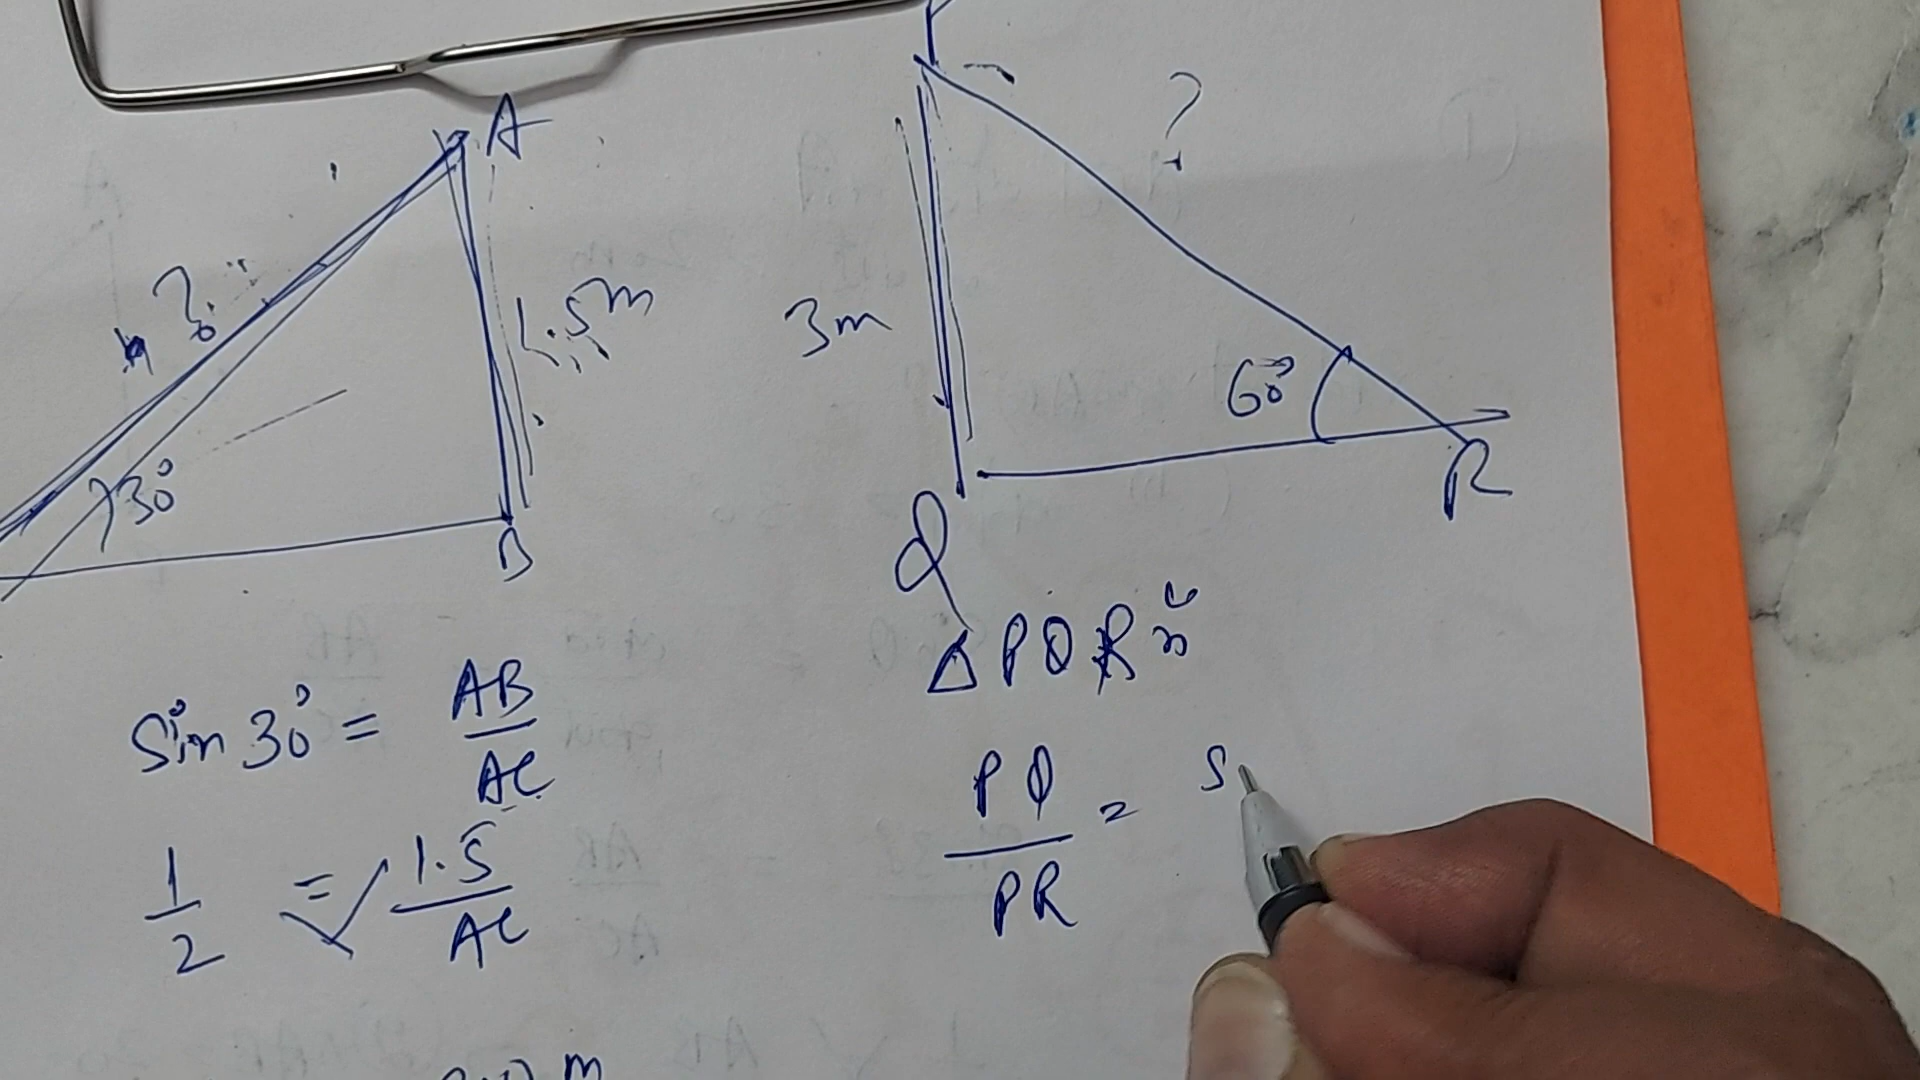 A
?
1.5m
30°
B
P
?
3m
60°
Q
R
sin 30° = AB/AC
1/2 = 1.5/AC
m
△ PQR
PQ/PR = s